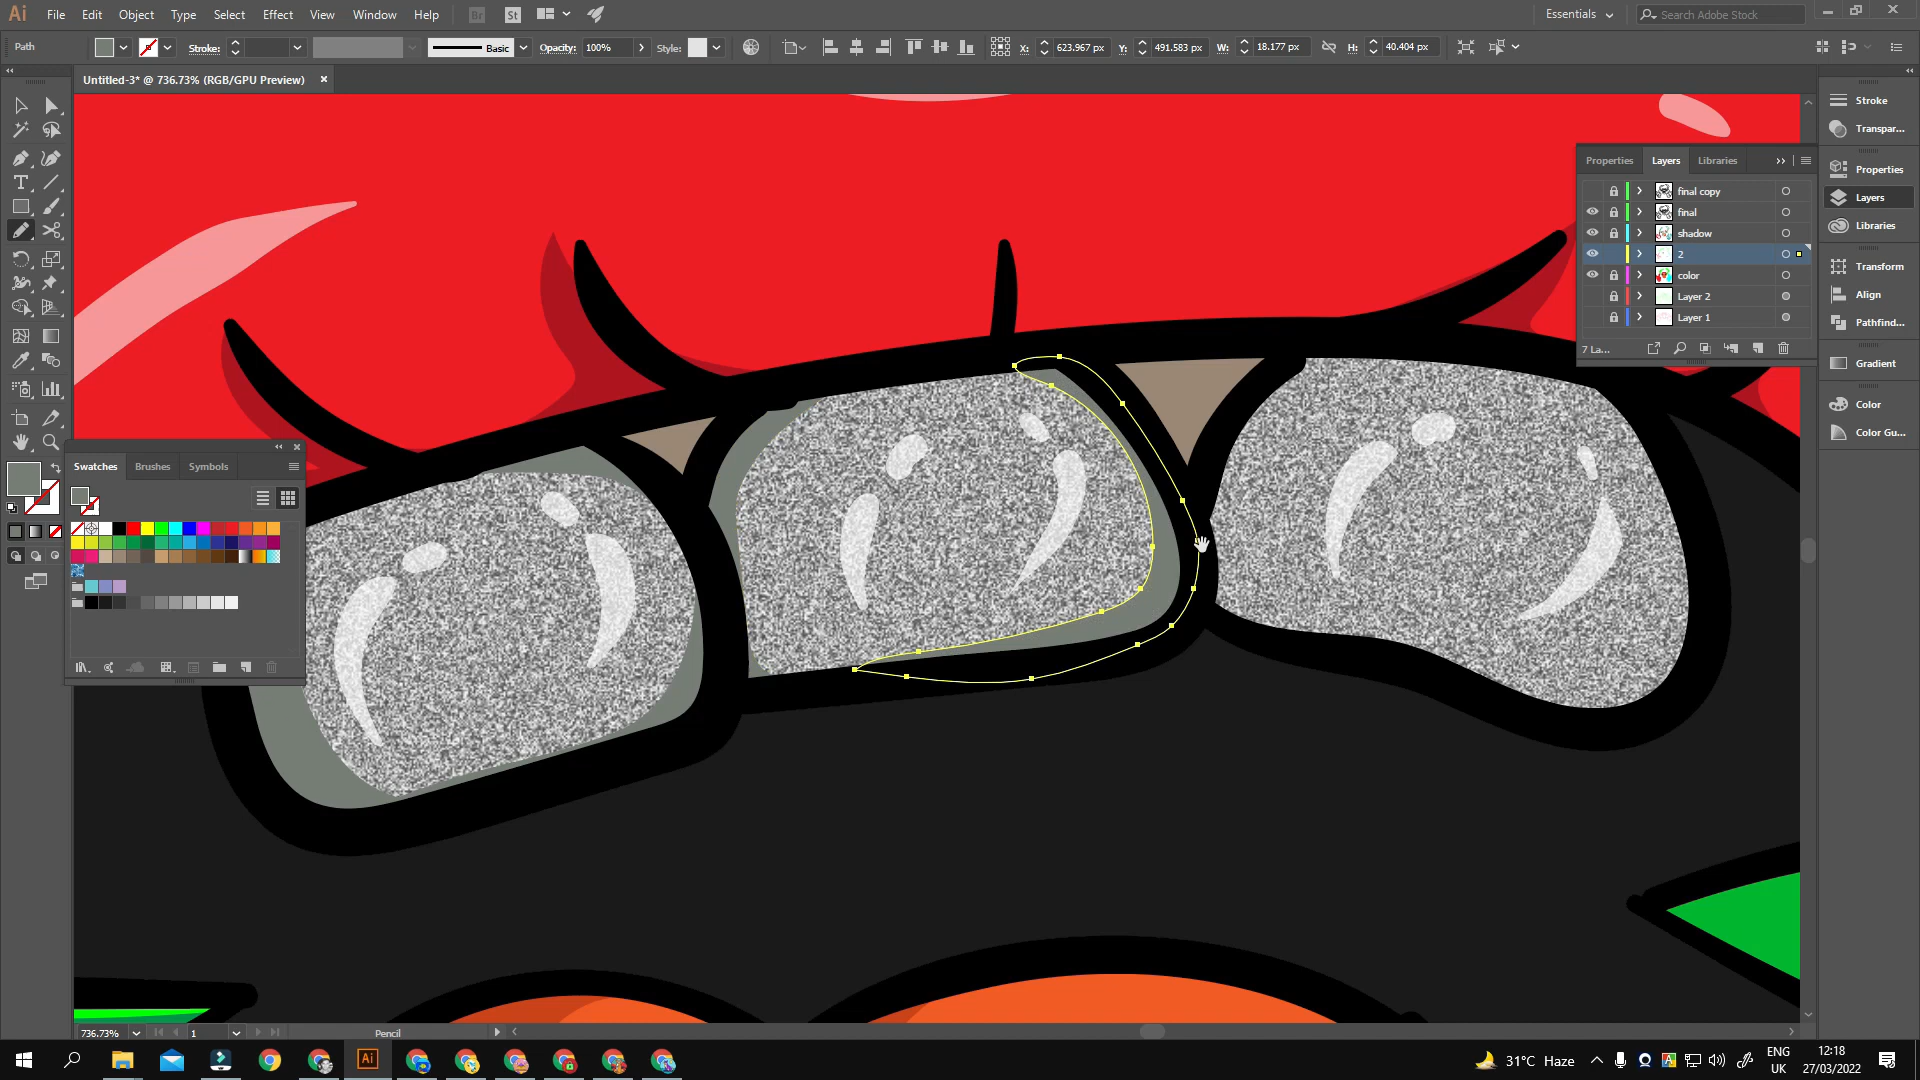 Ai File Edit Object Type Select Effect View Window Help Br St Essentials Search Adobe Stock
Path Stroke: Basic Opacity: 100% Style: X: 623.967 px Y: 491.583 px W: 18.177 px H: 40.404 px
Untitled-3* @ 736.73% (RGB/GPU Preview)
Stroke
Transpar...
Properties
Layers
Libraries
Transform
Align
Pathfind...
Gradient
Color
Color Gu...
Properties Layers Libraries
final copy
final
shadow
2
color
Layer 2
Layer 1
7 La...
Swatches Brushes Symbols
736.73% 1 Pencil
Ai 31°C Haze ENG 12:18
UK 27/03/2022